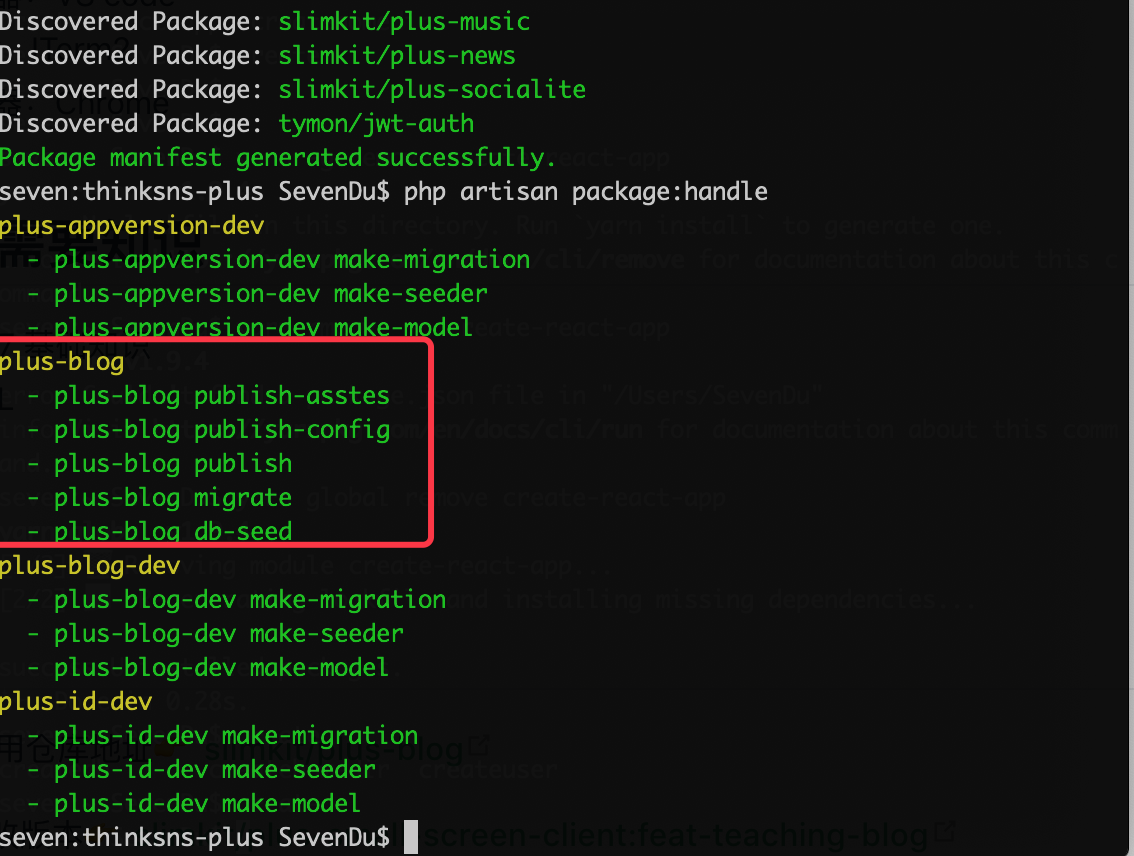 Discovered Package: slimkit/plus-music
Discovered Package: slimkit/plus-news
Discovered Package: slimkit/plus-socialite
Discovered Package: tymon/jwt-auth
Package manifest generated successfully.
seven:thinksns-plus SevenDu$ php artisan package:handle
plus-appversion-dev
- plus-appversion-dev make-migration
- plus-appversion-dev make-seeder
- plus-appversion-dev make-model
plus-blog
- plus-blog publish-asstes
- plus-blog publish-config
- plus-blog publish
- plus-blog migrate
- plus-blog db-seed
plus-blog-dev
- plus-blog-dev make-migration
- plus-blog-dev make-seeder
- plus-blog-dev make-model
plus-id-dev
- plus-id-dev make-migration
- plus-id-dev make-seeder
- plus-id-dev make-model
seven:thinksns-plus SevenDu$